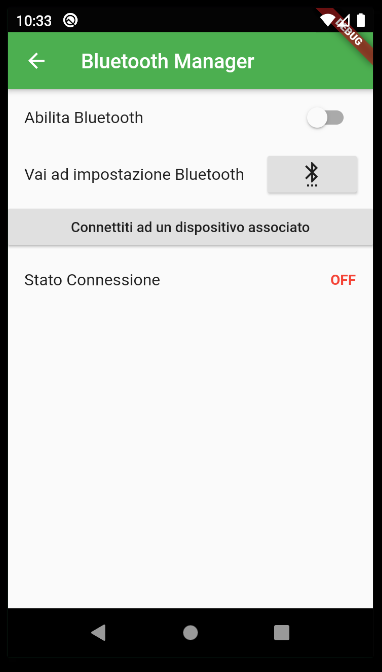 10:33
DEBUG
Bluetooth Manager
Abilita Bluetooth
Vai ad impostazione Bluetooth
Connettiti ad un dispositivo associato
Stato Connessione OFF